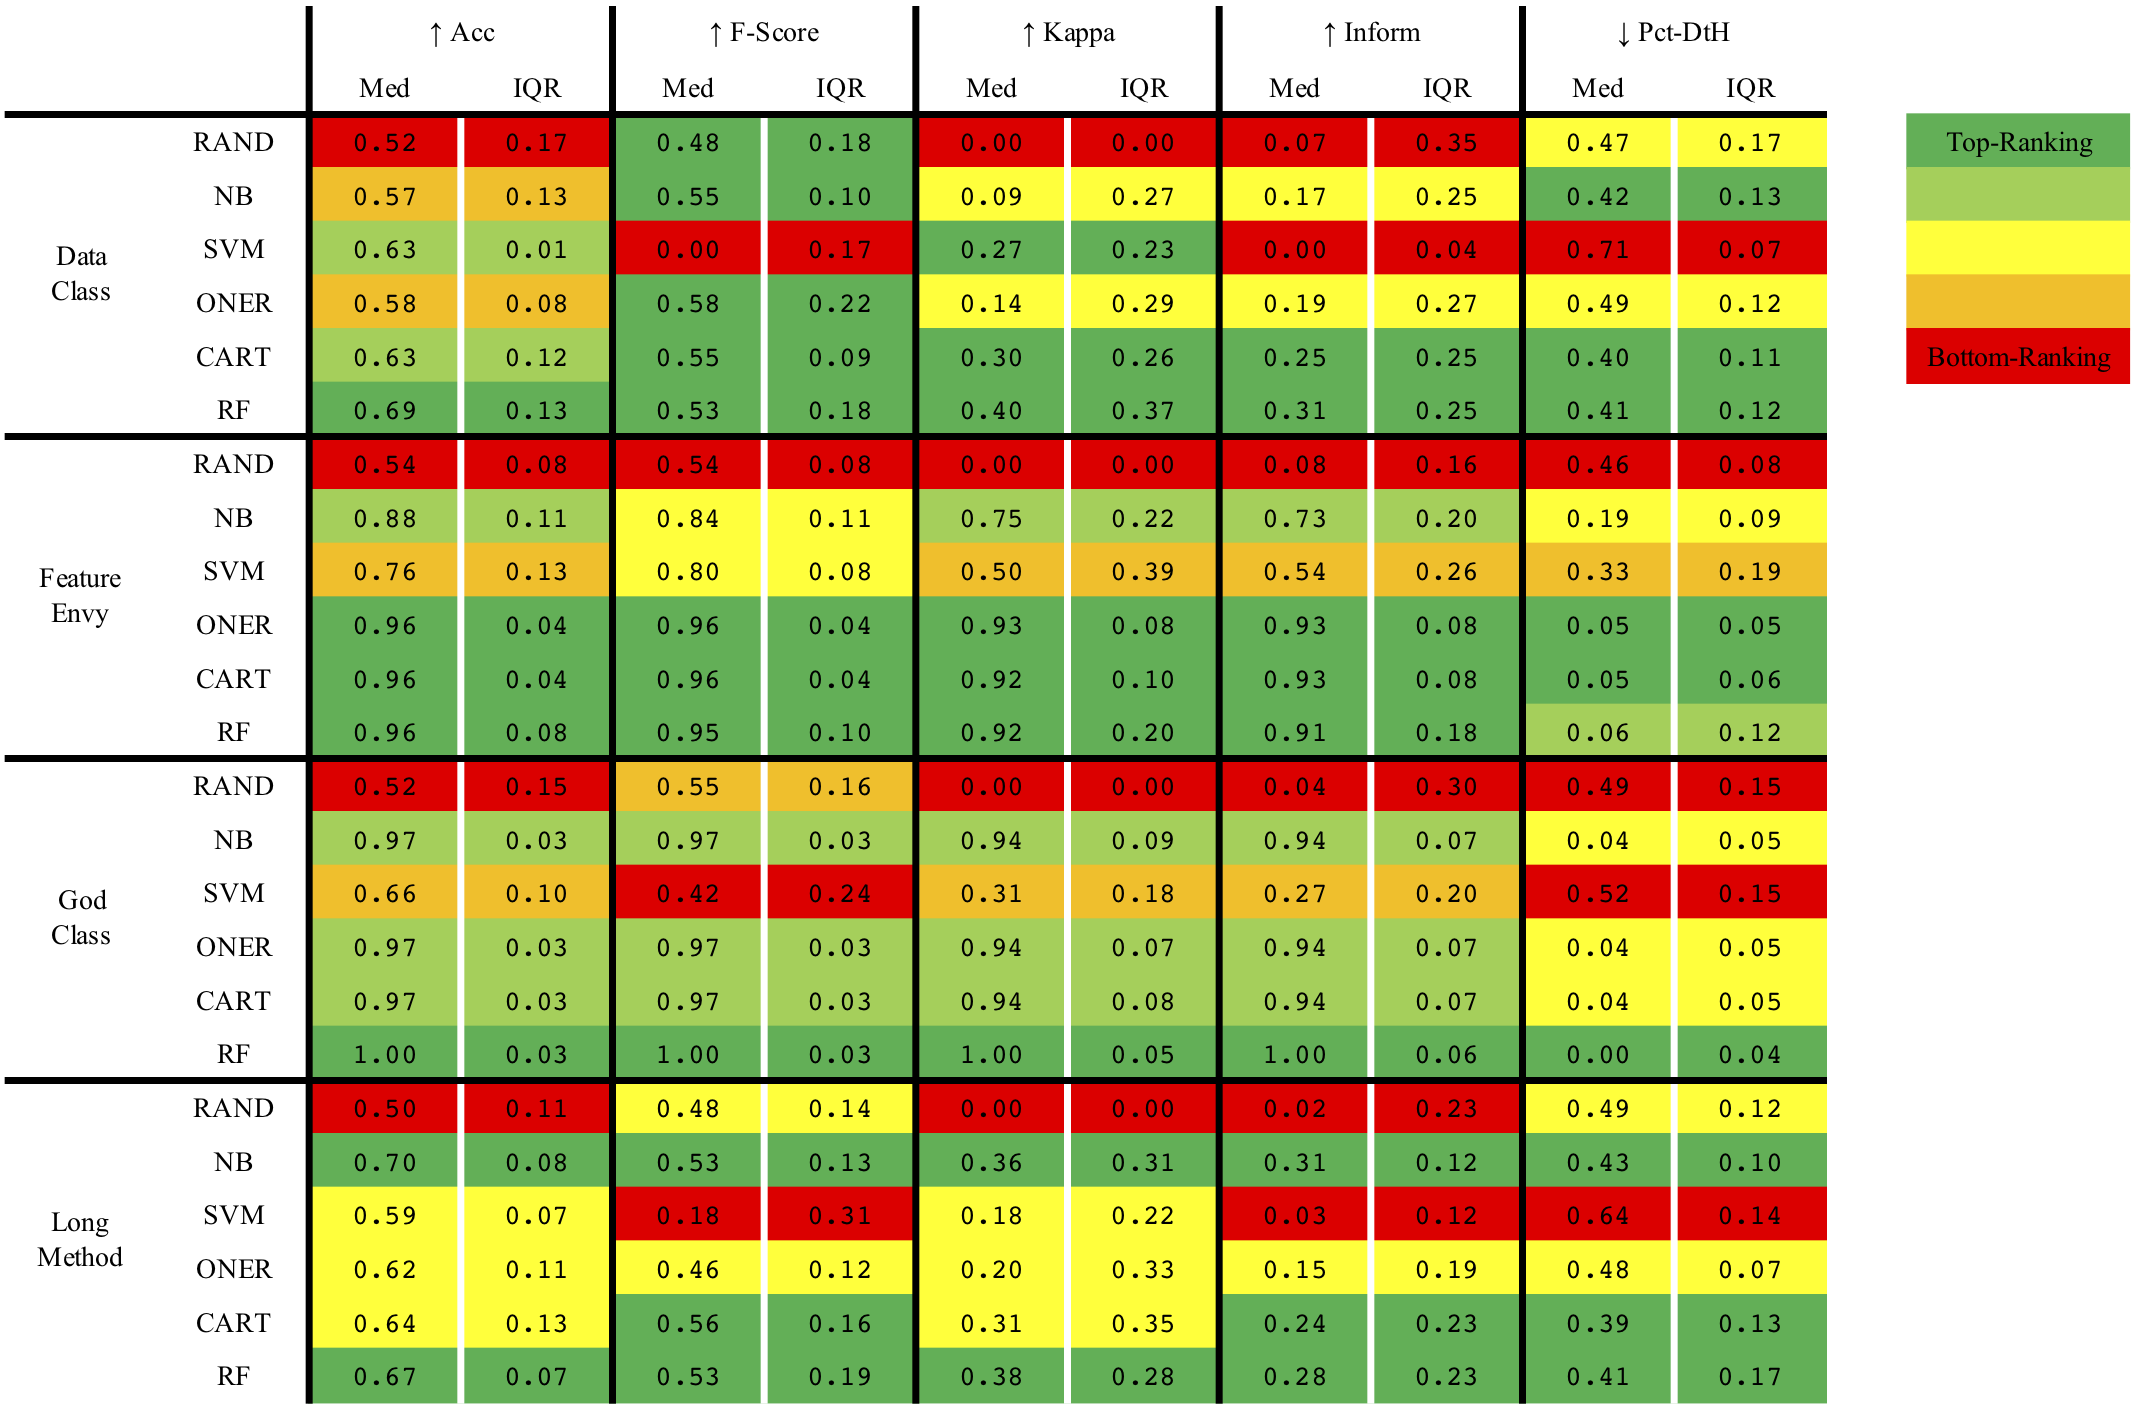 ↑ Acc ↑ F-Score ↑ Kappa ↑ Inform ↓ Pct-DtH
Med IQR Med IQR Med IQR Med IQR Med IQR
Data Class
RAND 0.52 0.17 0.48 0.18 0.00 0.00 0.07 0.35 0.47 0.17
NB 0.57 0.13 0.55 0.10 0.09 0.27 0.17 0.25 0.42 0.13
SVM 0.63 0.01 0.00 0.17 0.27 0.23 0.00 0.04 0.71 0.07
ONER 0.58 0.08 0.58 0.22 0.14 0.29 0.19 0.27 0.49 0.12
CART 0.63 0.12 0.55 0.09 0.30 0.26 0.25 0.25 0.40 0.11
RF 0.69 0.13 0.53 0.18 0.40 0.37 0.31 0.25 0.41 0.12
Feature Envy
RAND 0.54 0.08 0.54 0.08 0.00 0.00 0.08 0.16 0.46 0.08
NB 0.88 0.11 0.84 0.11 0.75 0.22 0.73 0.20 0.19 0.09
SVM 0.76 0.13 0.80 0.08 0.50 0.39 0.54 0.26 0.33 0.19
ONER 0.96 0.04 0.96 0.04 0.93 0.08 0.93 0.08 0.05 0.05
CART 0.96 0.04 0.96 0.04 0.92 0.10 0.93 0.08 0.05 0.06
RF 0.96 0.08 0.95 0.10 0.92 0.20 0.91 0.18 0.06 0.12
God Class
RAND 0.52 0.15 0.55 0.16 0.00 0.00 0.04 0.30 0.49 0.15
NB 0.97 0.03 0.97 0.03 0.94 0.09 0.94 0.07 0.04 0.05
SVM 0.66 0.10 0.42 0.24 0.31 0.18 0.27 0.20 0.52 0.15
ONER 0.97 0.03 0.97 0.03 0.94 0.07 0.94 0.07 0.04 0.05
CART 0.97 0.03 0.97 0.03 0.94 0.08 0.94 0.07 0.04 0.05
RF 1.00 0.03 1.00 0.03 1.00 0.05 1.00 0.06 0.00 0.04
Long Method
RAND 0.50 0.11 0.48 0.14 0.00 0.00 0.02 0.23 0.49 0.12
NB 0.70 0.08 0.53 0.13 0.36 0.31 0.31 0.12 0.43 0.10
SVM 0.59 0.07 0.18 0.31 0.18 0.22 0.03 0.12 0.64 0.14
ONER 0.62 0.11 0.46 0.12 0.20 0.33 0.15 0.19 0.48 0.07
CART 0.64 0.13 0.56 0.16 0.31 0.35 0.24 0.23 0.39 0.13
RF 0.67 0.07 0.53 0.19 0.38 0.28 0.28 0.23 0.41 0.17
Top-Ranking
Bottom-Ranking